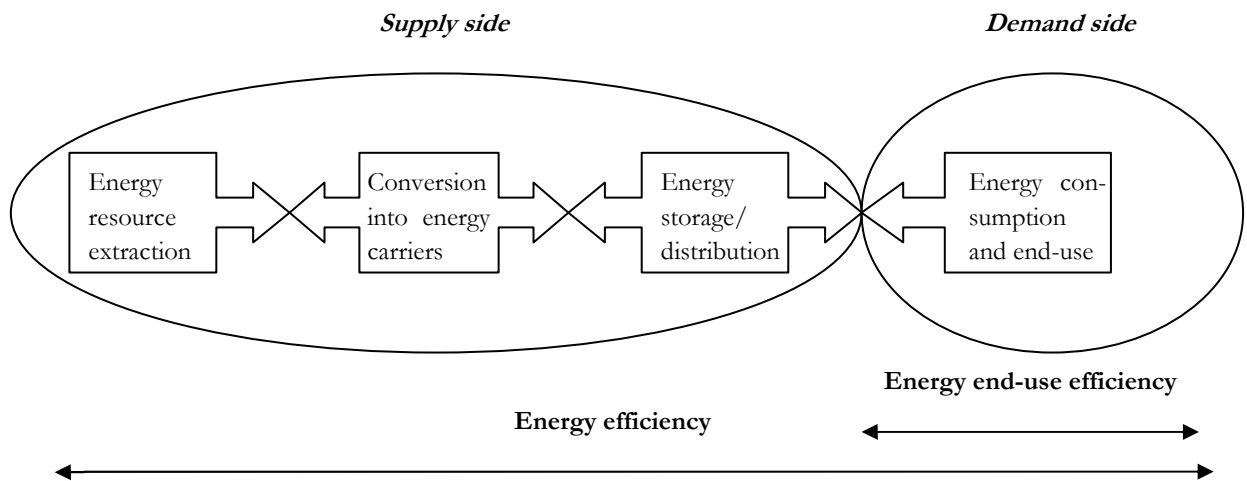 Supply side
Demand side
Energy
resource
extraction
Conversion
into energy
carriers
Energy
storage/
distribution
Energy con-
sumption
and end-use
Energy end-use efficiency
Energy efficiency